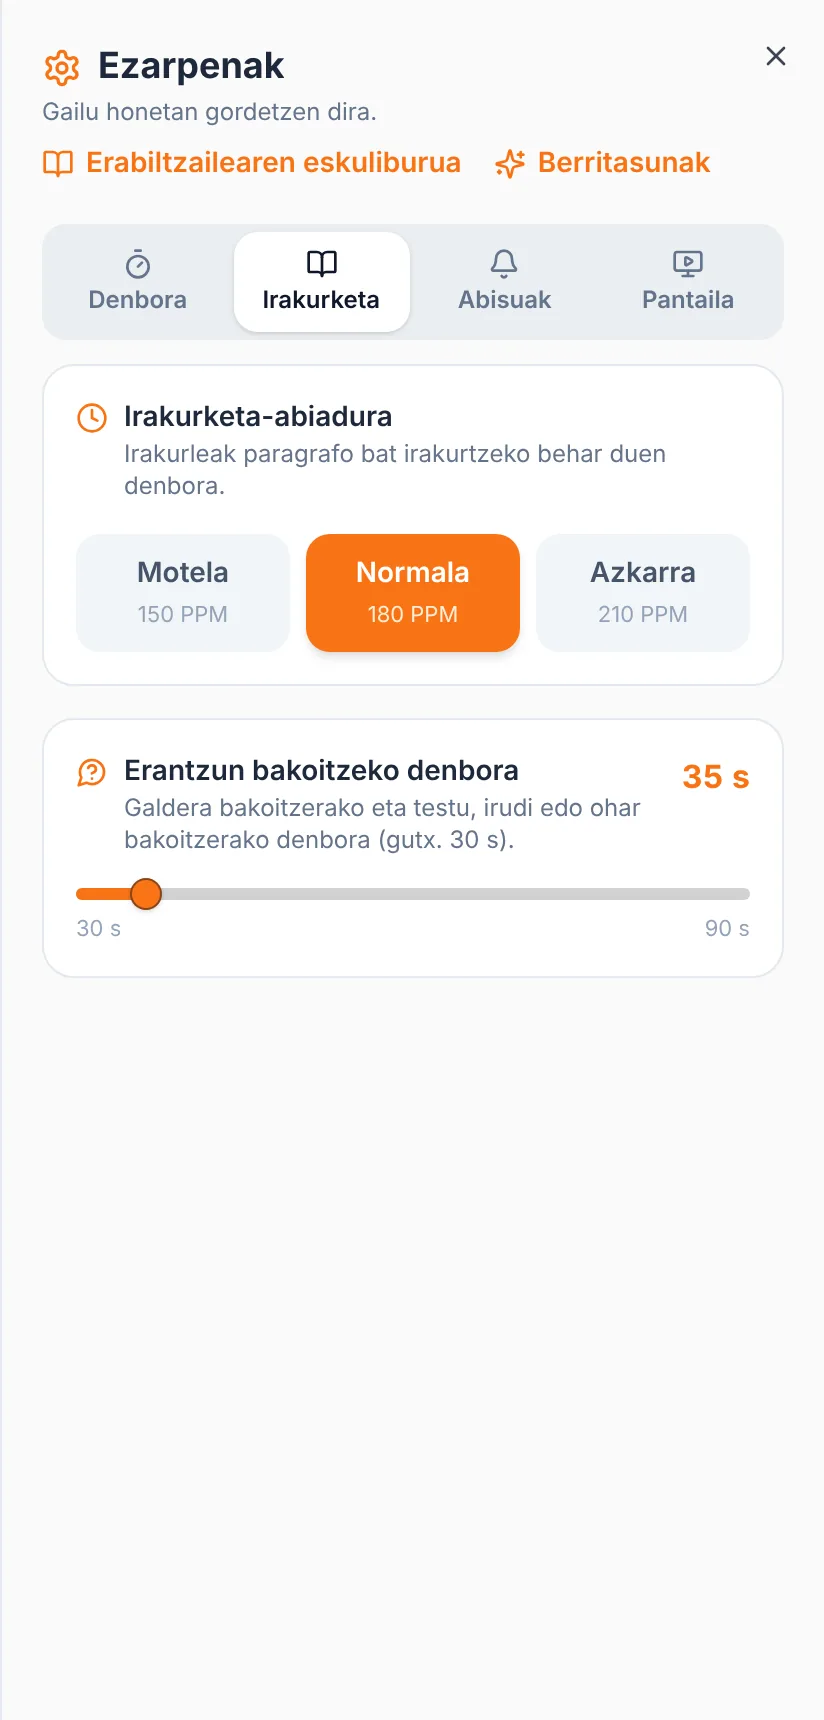 Ezarpenak
Gailu honetan gordetzen dira.
Erabiltzailearen eskuliburua Berritasunak
Denbora Irakurketa Abisuak Pantaila
Irakurketa-abiadura
Irakurleak paragrafo bat irakurtzeko behar duen
denbora.
Motela Normala Azkarra
150 PPM 180 PPM 210 PPM
Erantzun bakoitzeko denbora 35 s
Galdera bakoitzerako eta testu, irudi edo ohar
bakoitzerako denbora (gutx. 30 s).
30 s 90 s